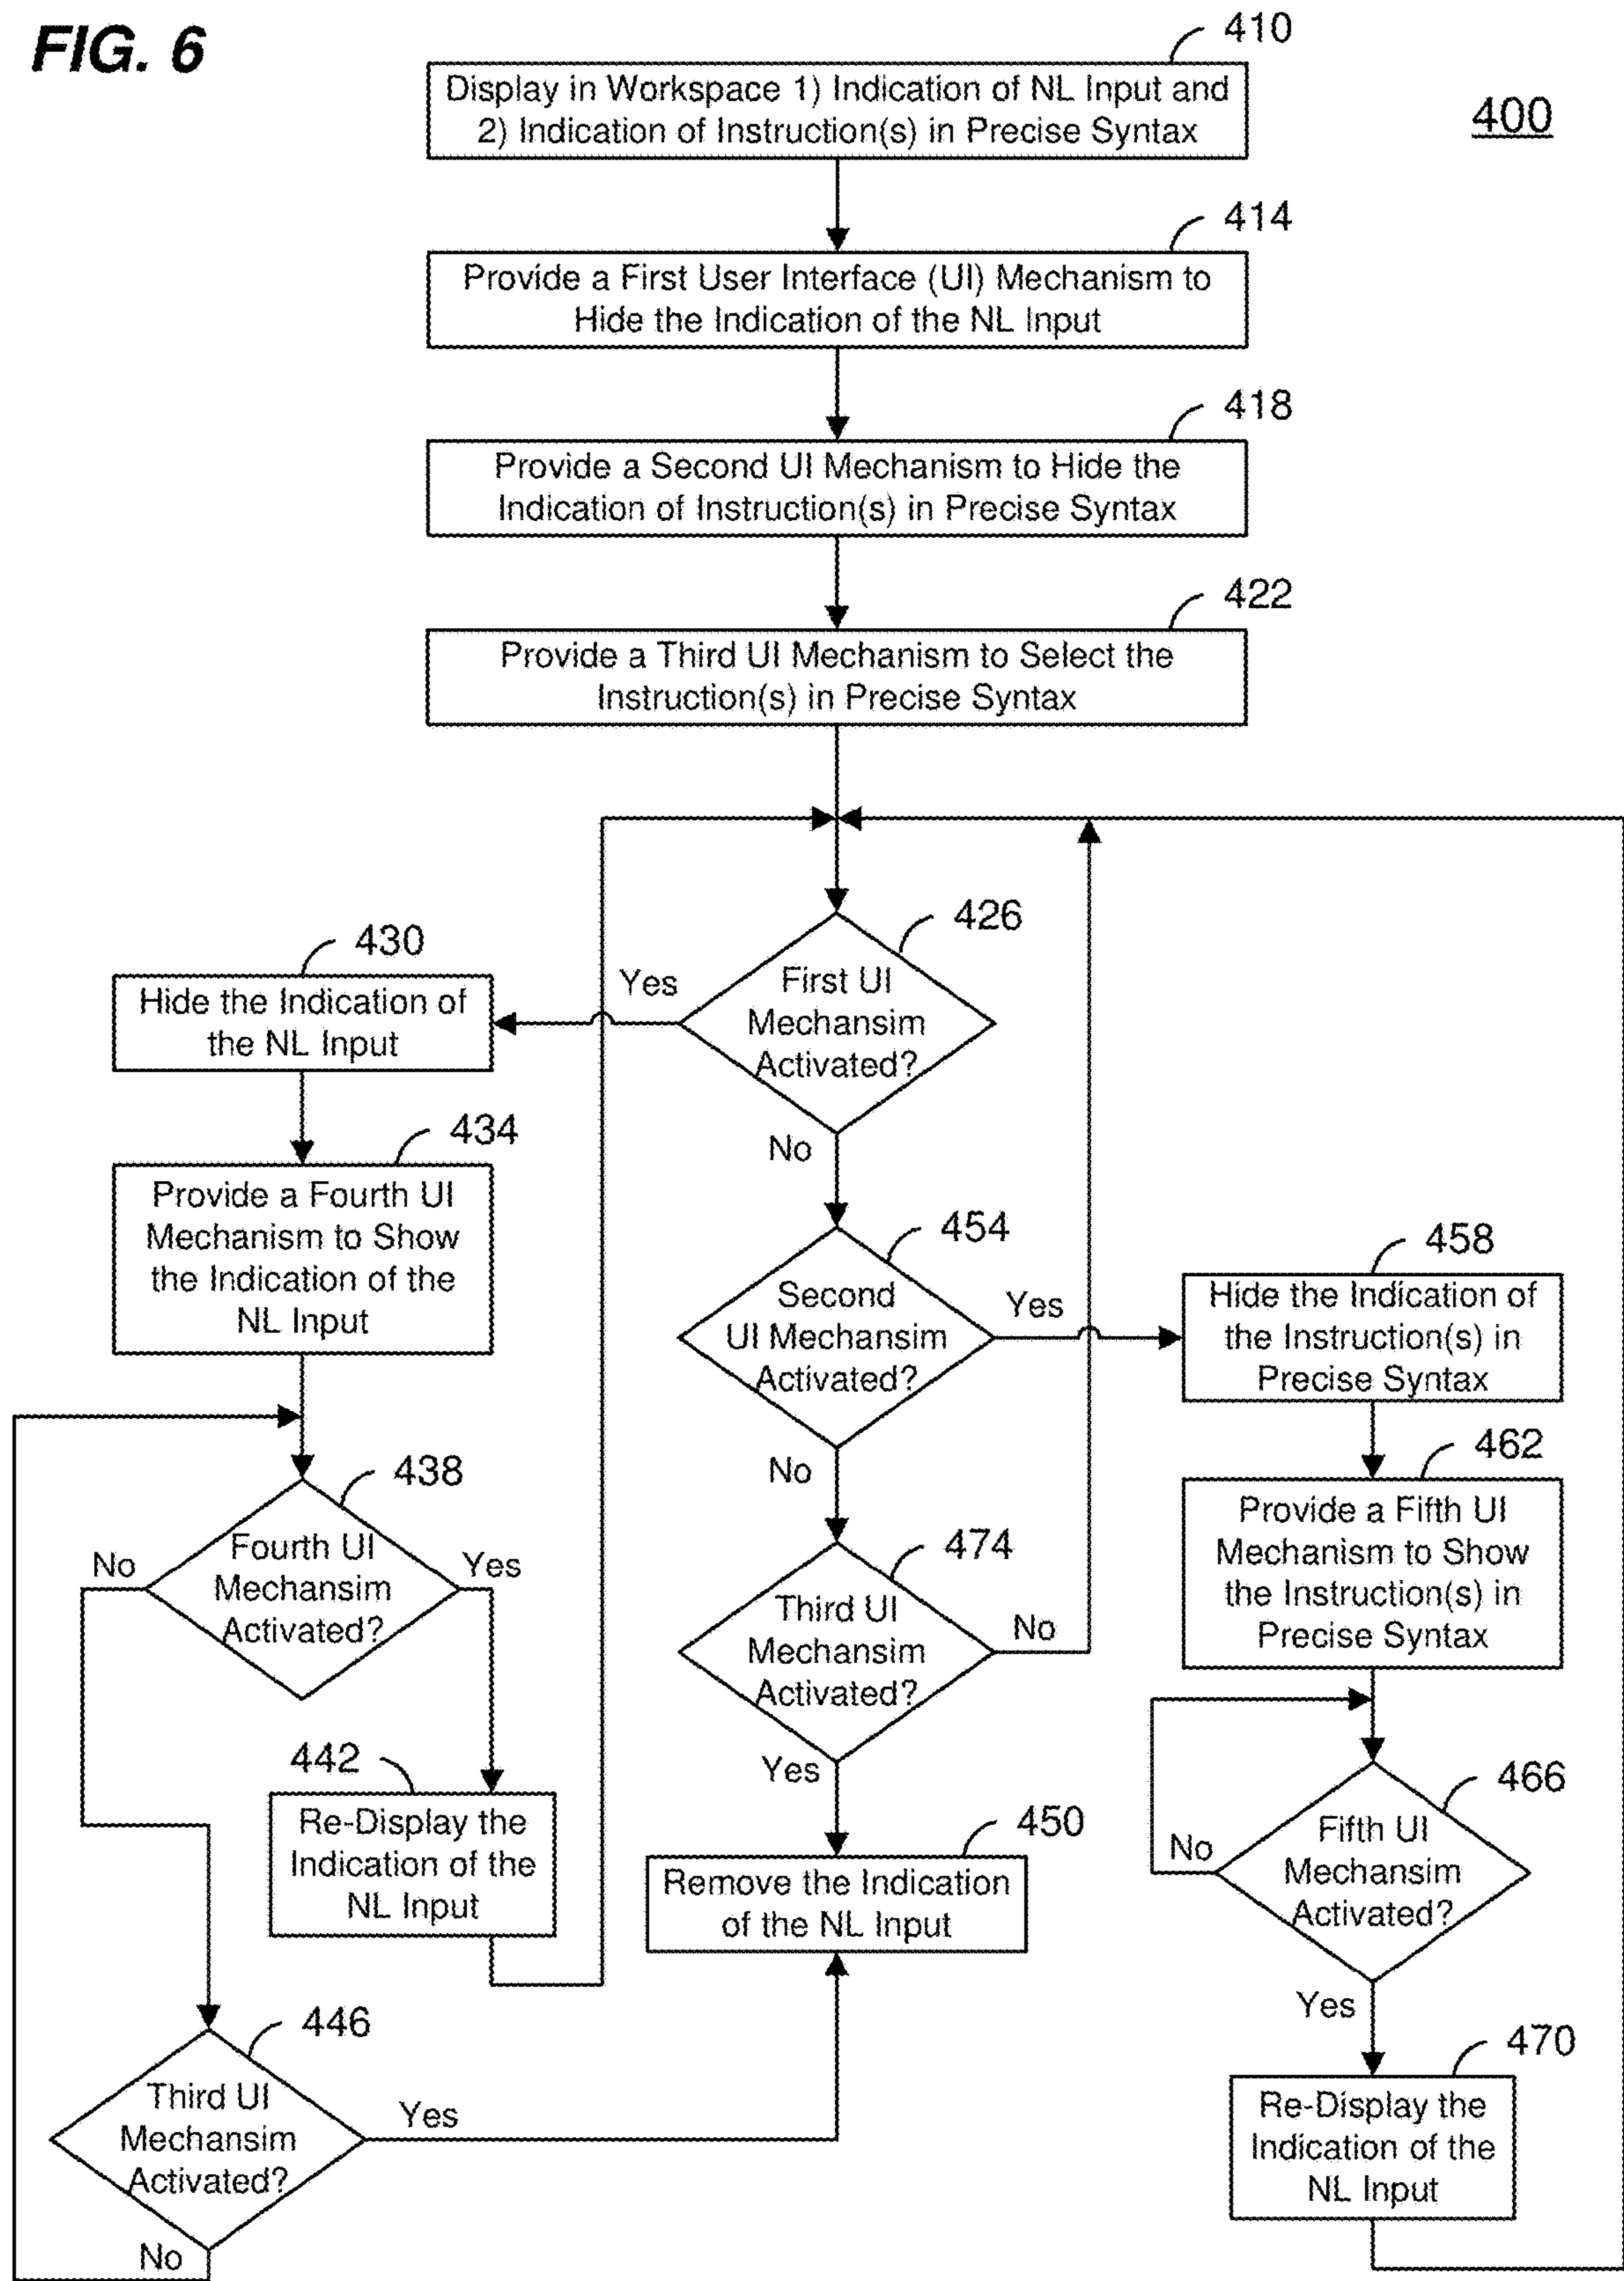 FIG. 6
400
410
Display in Workspace 1) Indication of NL Input and
2) Indication of Instruction(s) in Precise Syntax
414
Provide a First User Interface (UI) Mechanism to
Hide the Indication of the NL Input
418
Provide a Second UI Mechanism to Hide the
Indication of Instruction(s) in Precise Syntax
422
Provide a Third UI Mechanism to Select the
Instruction(s) in Precise Syntax
426
First UI
Mechansim
Activated?
Yes
No
430
Hide the Indication of
the NL Input
434
Provide a Fourth UI
Mechanism to Show
the Indication of the
NL Input
438
Fourth UI
Mechansim
Activated?
No
Yes
442
Re-Display the
Indication of the
NL Input
446
Third UI
Mechansim
Activated?
Yes
No
454
Second
UI Mechansim
Activated?
Yes
No
474
Third UI
Mechansim
Activated?
No
Yes
450
Remove the Indication
of the NL Input
458
Hide the Indication of
the Instruction(s) in
Precise Syntax
462
Provide a Fifth UI
Mechanism to Show
the Instruction(s) in
Precise Syntax
466
Fifth UI
Mechansim
Activated?
No
Yes
470
Re-Display the
Indication of the
NL Input